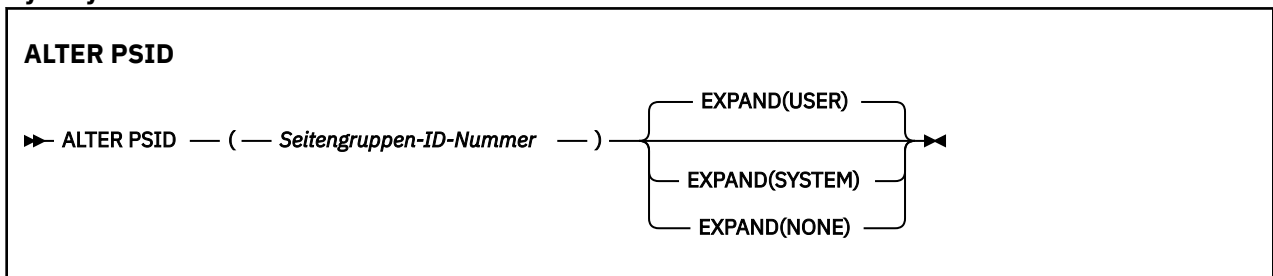 ALTER PSID
EXPAND(USER)
ALTER PSID ( Seitengruppen-ID-Nummer )
EXPAND(SYSTEM)
EXPAND(NONE)